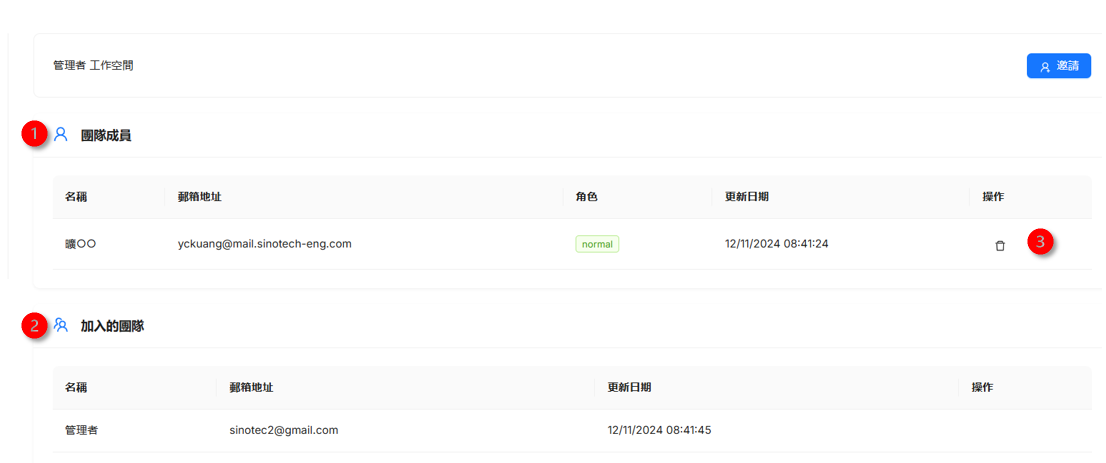 管理者 工作空間
邀請
1 團隊成員
名稱 郵箱地址 角色 更新日期 操作
曠○○ yckuang@mail.sinotech-eng.com normal 12/11/2024 08:41:24 3
2 加入的團隊
名稱 郵箱地址 更新日期 操作
管理者 sinotec2@gmail.com 12/11/2024 08:41:45